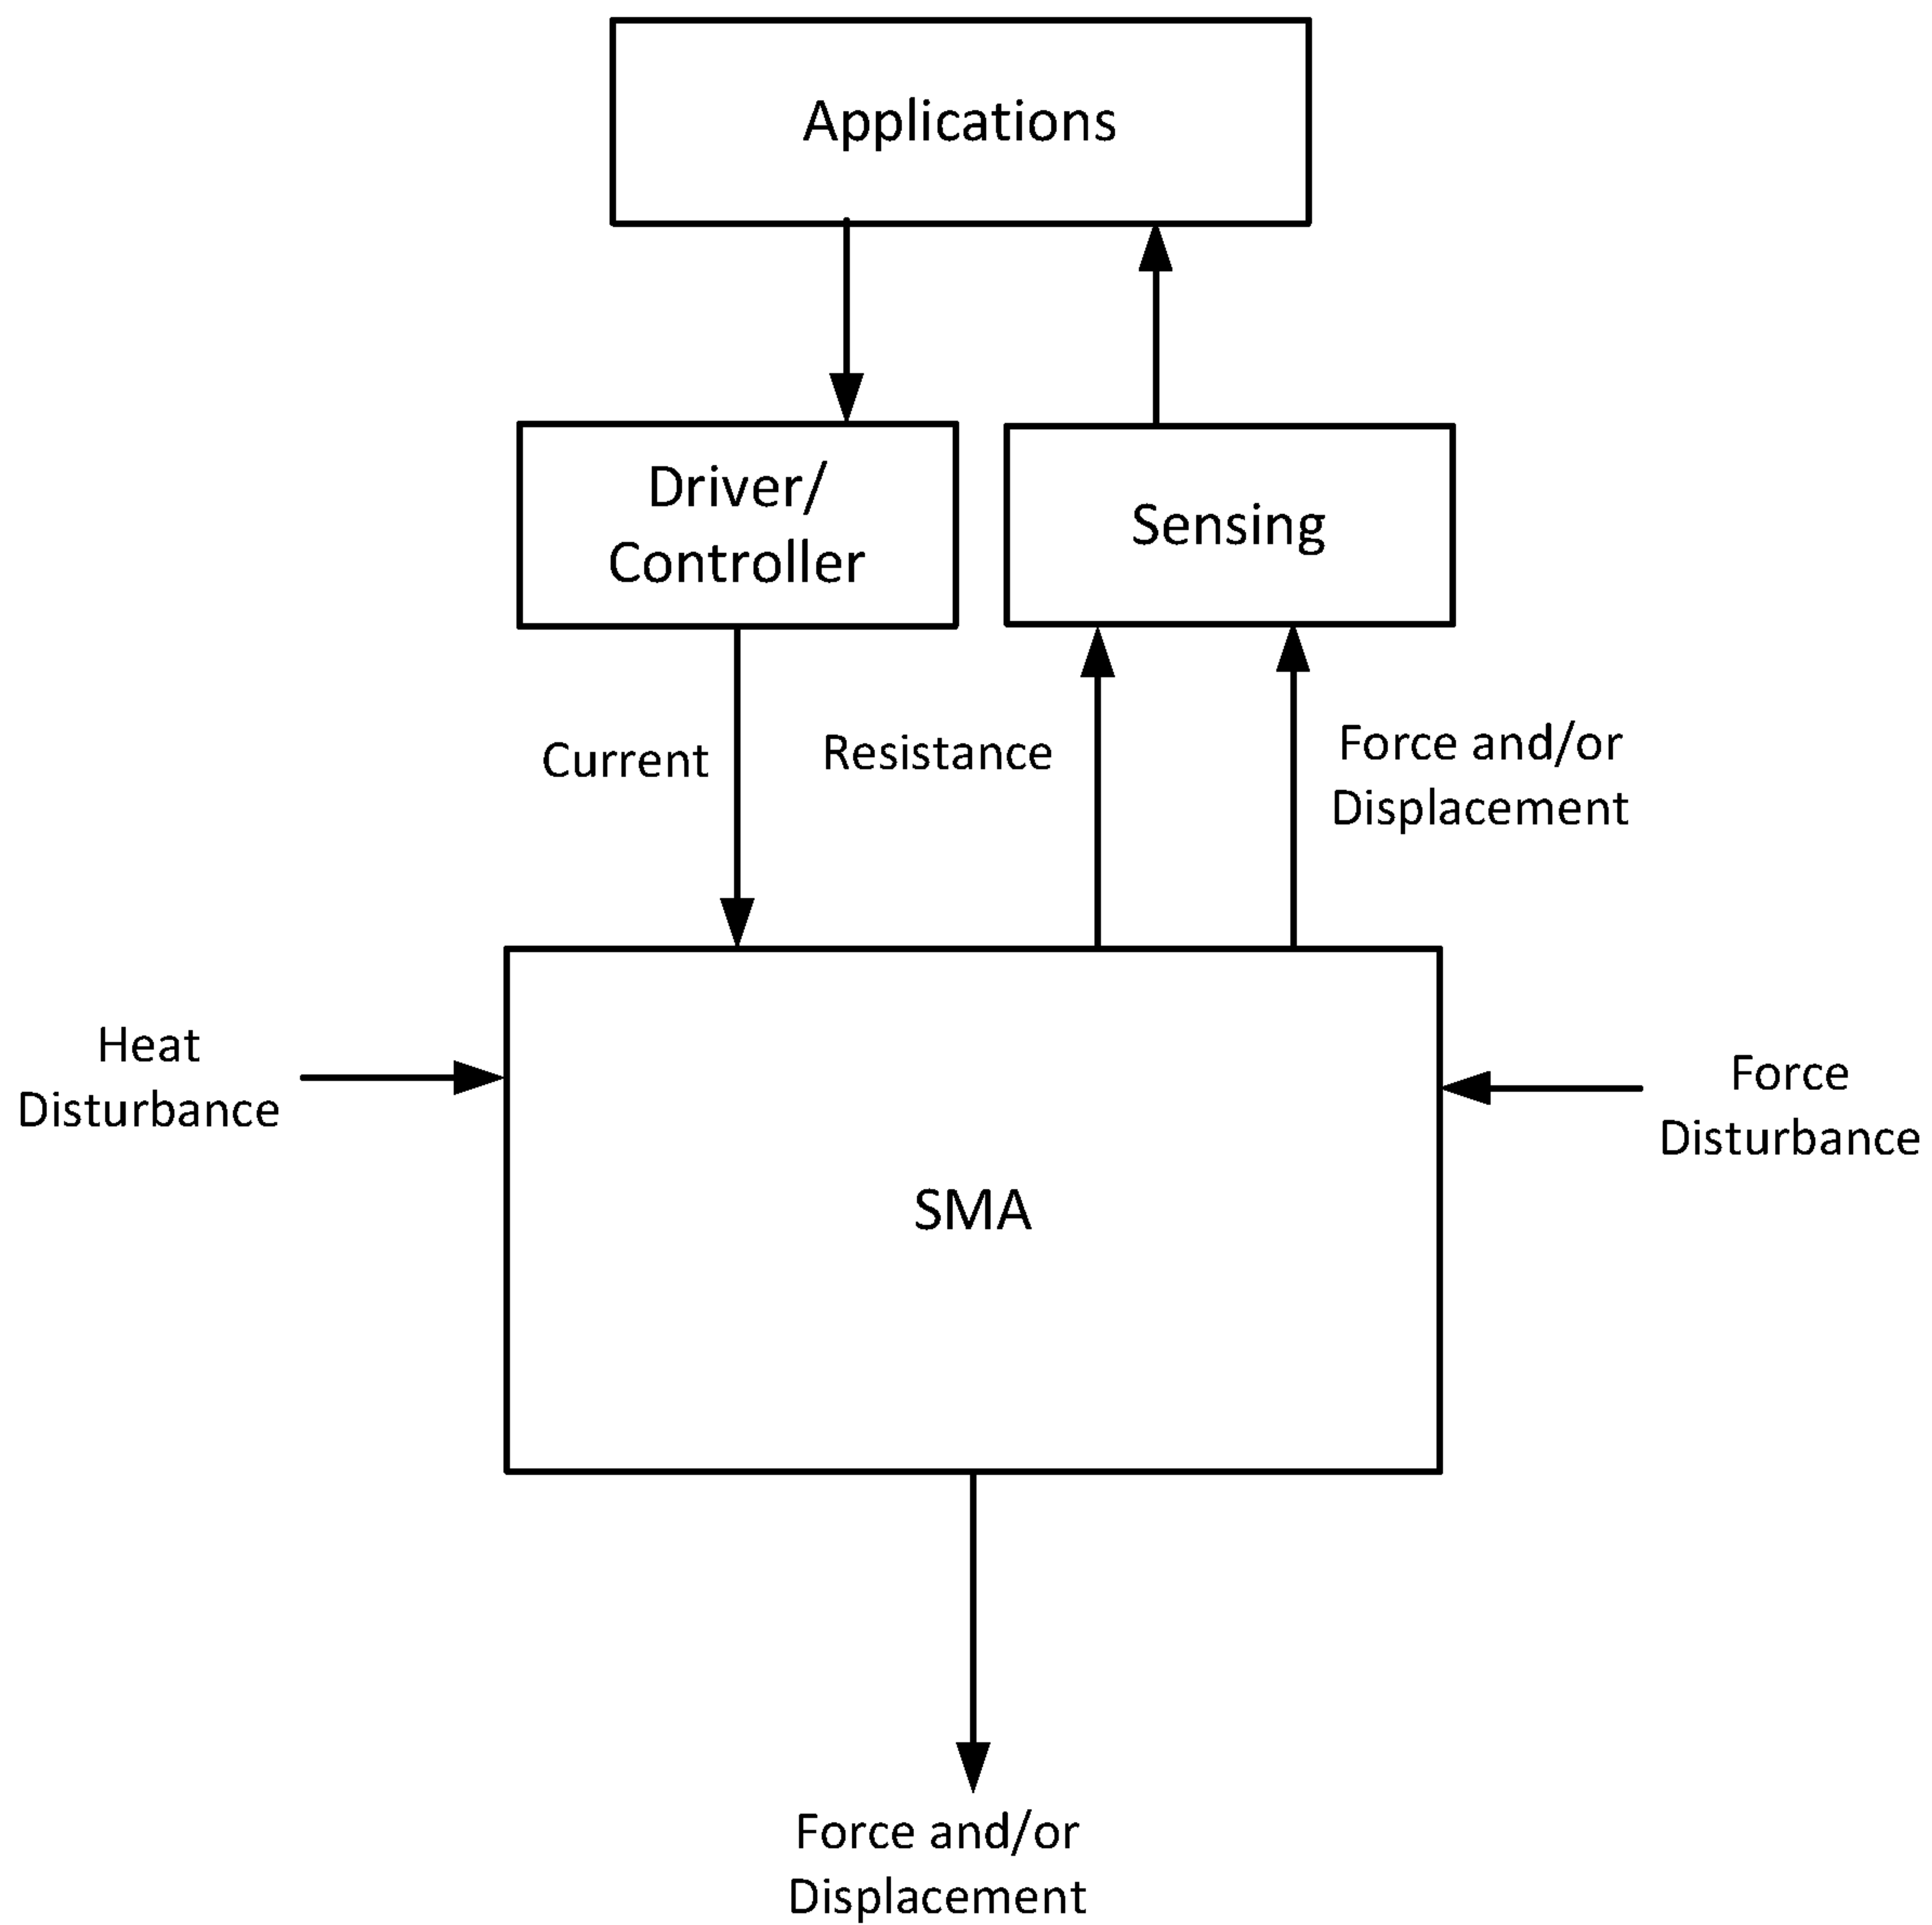 Applications
Driver/
Controller
Sensing
Current
Resistance
Force and/or
Displacement
Heat
Disturbance
Force
Disturbance
SMA
Force and/or
Displacement